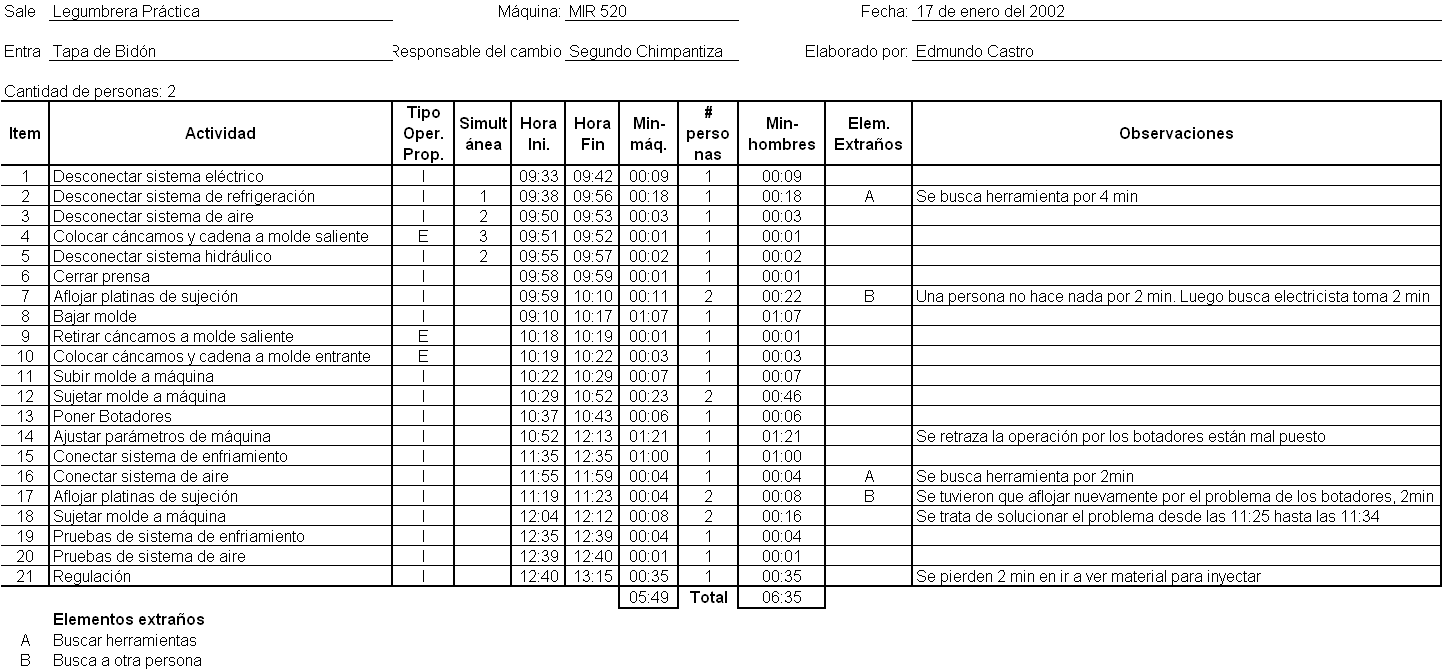 Sale Legumbrera Práctica Máquina: MIR 520 Fecha: 17 de enero del 2002
Entra Tapa de Bidón Responsable del cambio Segundo Chimpantiza Elaborado por: Edmundo Castro
Cantidad de personas: 2
Item Actividad Tipo Oper. Prop. Simult ánea Hora Ini. Hora Fin Min- máq. # perso nas Min- hombres Elem. Extraños Observaciones
1 Desconectar sistema eléctrico I 09:33 09:42 00:09 1 00:09
2 Desconectar sistema de refrigeración I 1 09:38 09:56 00:18 1 00:18 A Se busca herramienta por 4 min
3 Desconectar sistema de aire I 2 09:50 09:53 00:03 1 00:03
4 Colocar cáncamos y cadena a molde saliente E 3 09:51 09:52 00:01 1 00:01
5 Desconectar sistema hidráulico I 2 09:55 09:57 00:02 1 00:02
6 Cerrar prensa I 09:58 09:59 00:01 1 00:01
7 Aflojar platinas de sujeción I 09:59 10:10 00:11 2 00:22 B Una persona no hace nada por 2 min. Luego busca electricista toma 2 min
8 Bajar molde I 09:10 10:17 01:07 1 01:07
9 Retirar cáncamos a molde saliente E 10:18 10:19 00:01 1 00:01
10 Colocar cáncamos y cadena a molde entrante E 10:19 10:22 00:03 1 00:03
11 Subir molde a máquina I 10:22 10:29 00:07 1 00:07
12 Sujetar molde a máquina I 10:29 10:52 00:23 2 00:46
13 Poner Botadores I 10:37 10:43 00:06 1 00:06
14 Ajustar parámetros de máquina I 10:52 12:13 01:21 1 01:21 Se retraza la operación por los botadores están mal puesto
15 Conectar sistema de enfriamiento I 11:35 12:35 01:00 1 01:00
16 Conectar sistema de aire I 11:55 11:59 00:04 1 00:04 A Se busca herramienta por 2min
17 Aflojar platinas de sujeción I 11:19 11:23 00:04 2 00:08 B Se tuvieron que aflojar nuevamente por el problema de los botadores, 2min
18 Sujetar molde a máquina I 12:04 12:12 00:08 2 00:16 Se trata de solucionar el problema desde las 11:25 hasta las 11:34
19 Pruebas de sistema de enfriamiento I 12:35 12:39 00:04 1 00:04
20 Pruebas de sistema de aire I 12:39 12:40 00:01 1 00:01
21 Regulación I 12:40 13:15 00:35 1 00:35 Se pierden 2 min en ir a ver material para inyectar
05:49 Total 06:35
Elementos extraños
A Buscar herramientas
B Busca a otra persona